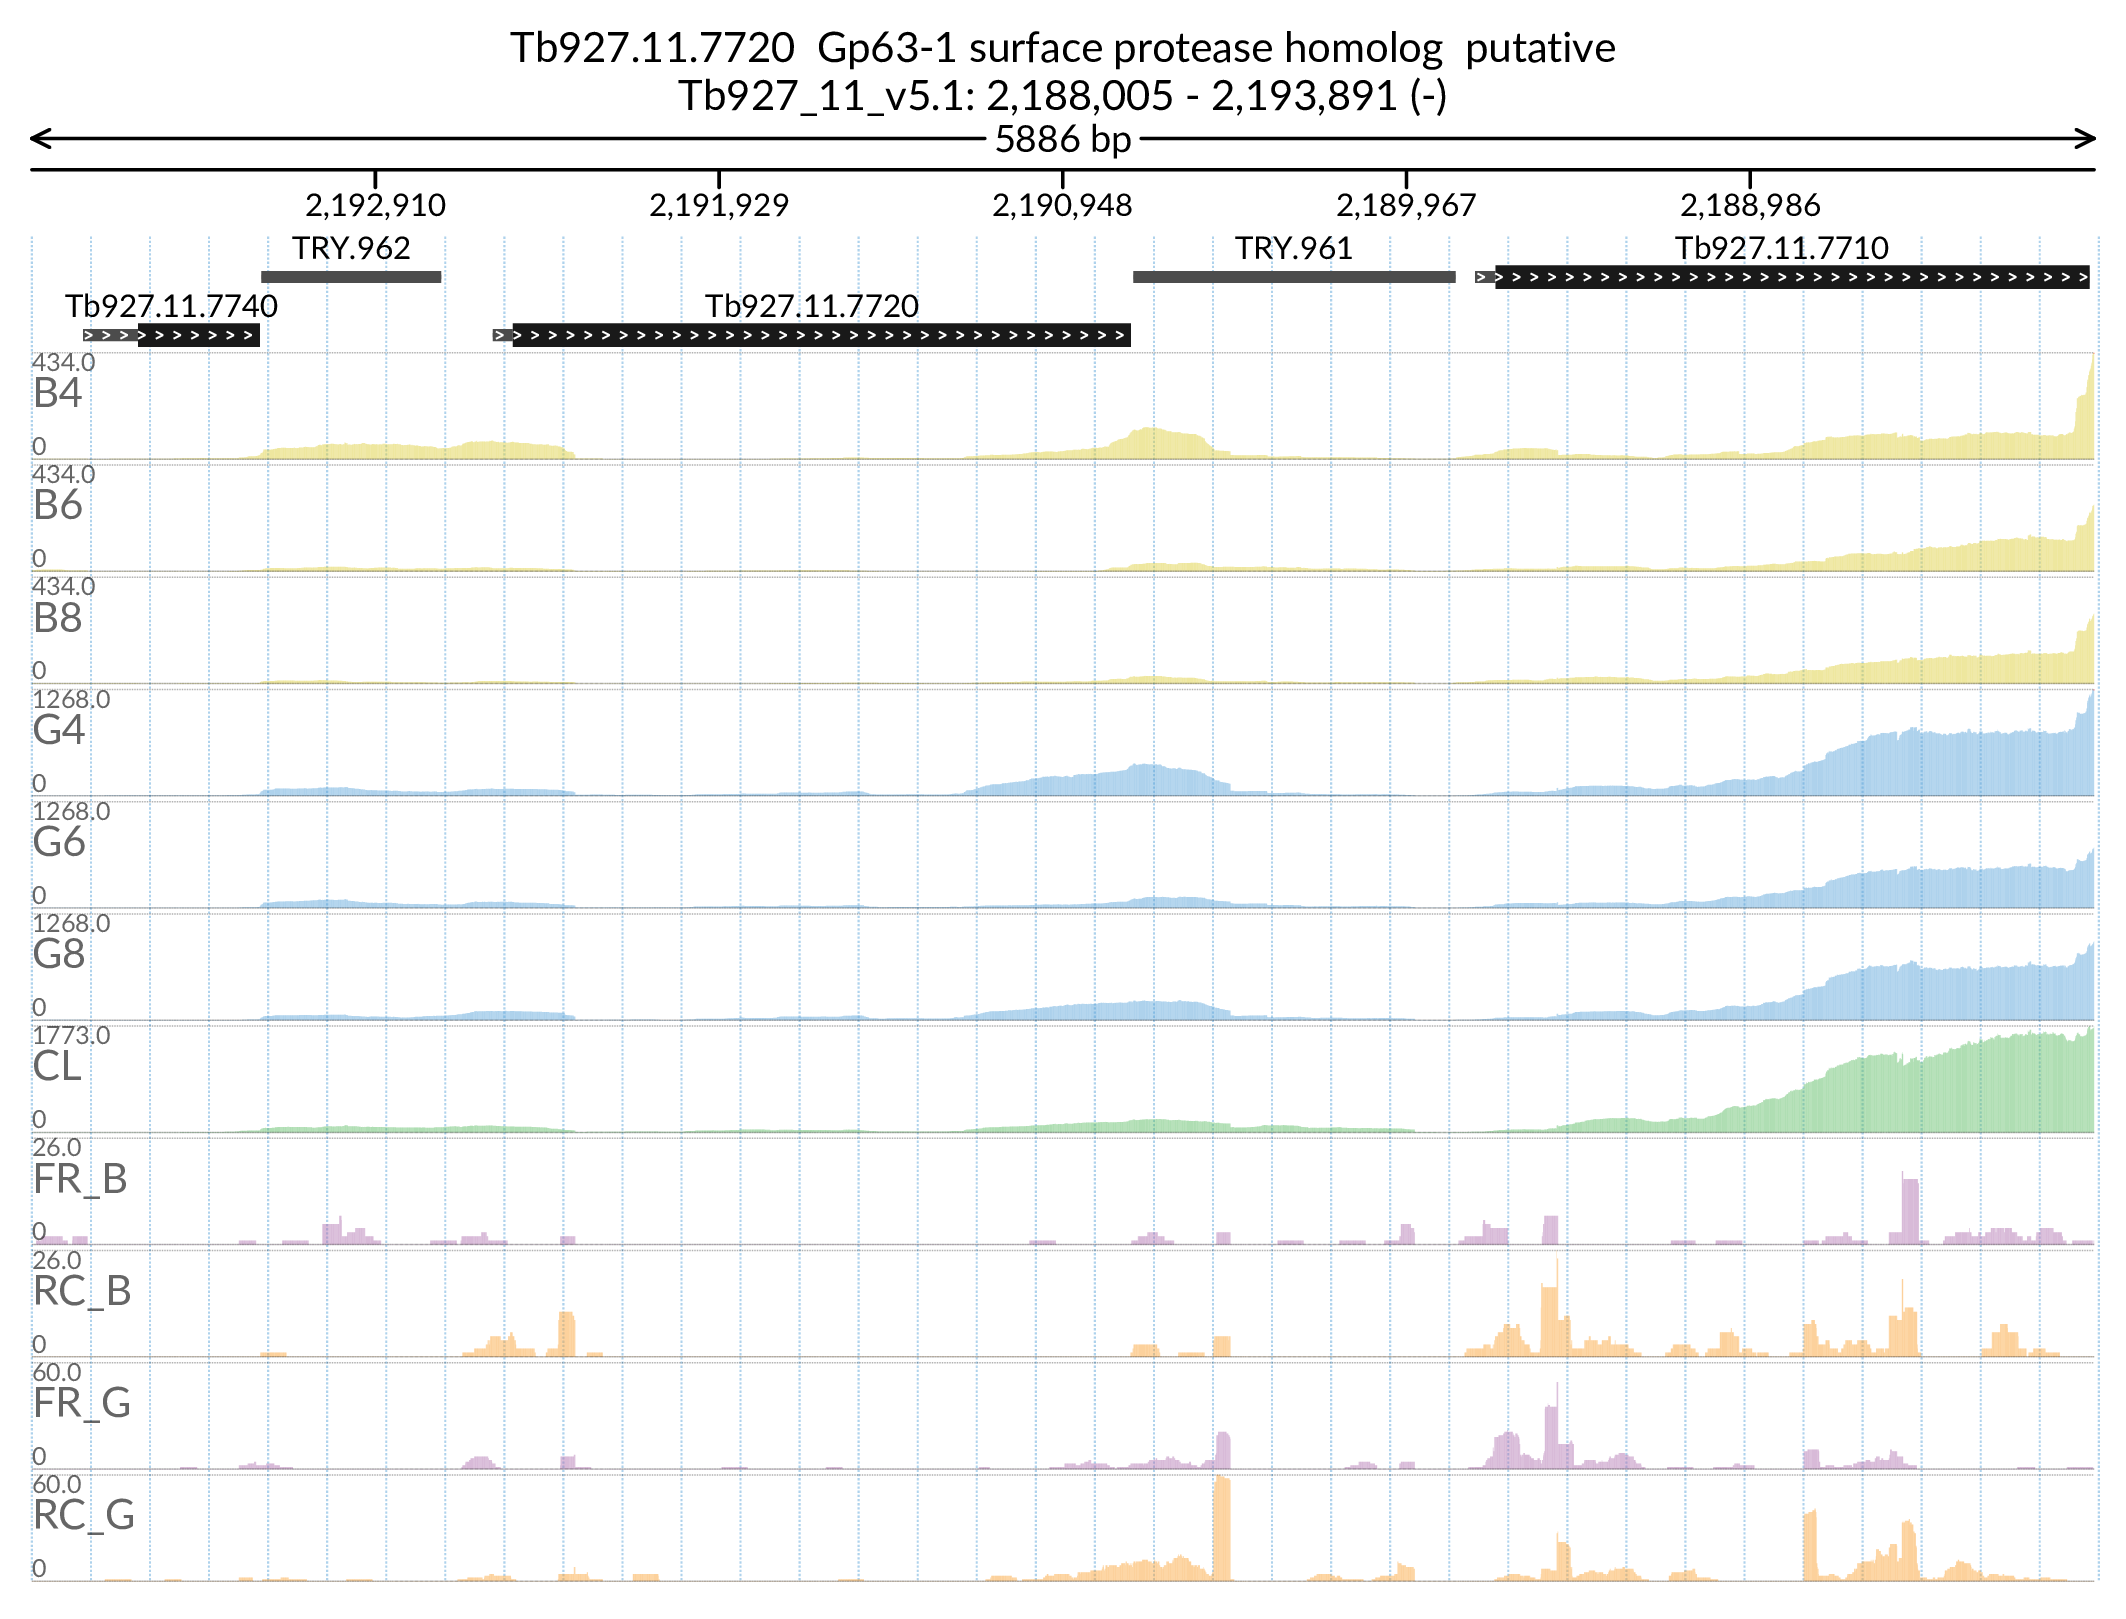 Tb927.11.7720  Gp63-1 surface protease homolog  putative
Tb927_11_v5.1: 2,188,005 - 2,193,891 (-)
5886 bp
2,192,910 2,191,929 2,190,948 2,189,967 2,188,986
TRY.962 TRY.961 Tb927.11.7710
Tb927.11.7740 Tb927.11.7720
434.0
B4
0
434.0
B6
0
434.0
B8
0
1268.0
G4
0
1268.0
G6
0
1268.0
G8
0
1773.0
CL
0
26.0
FR_B
0
26.0
RC_B
0
60.0
FR_G
0
60.0
RC_G
0